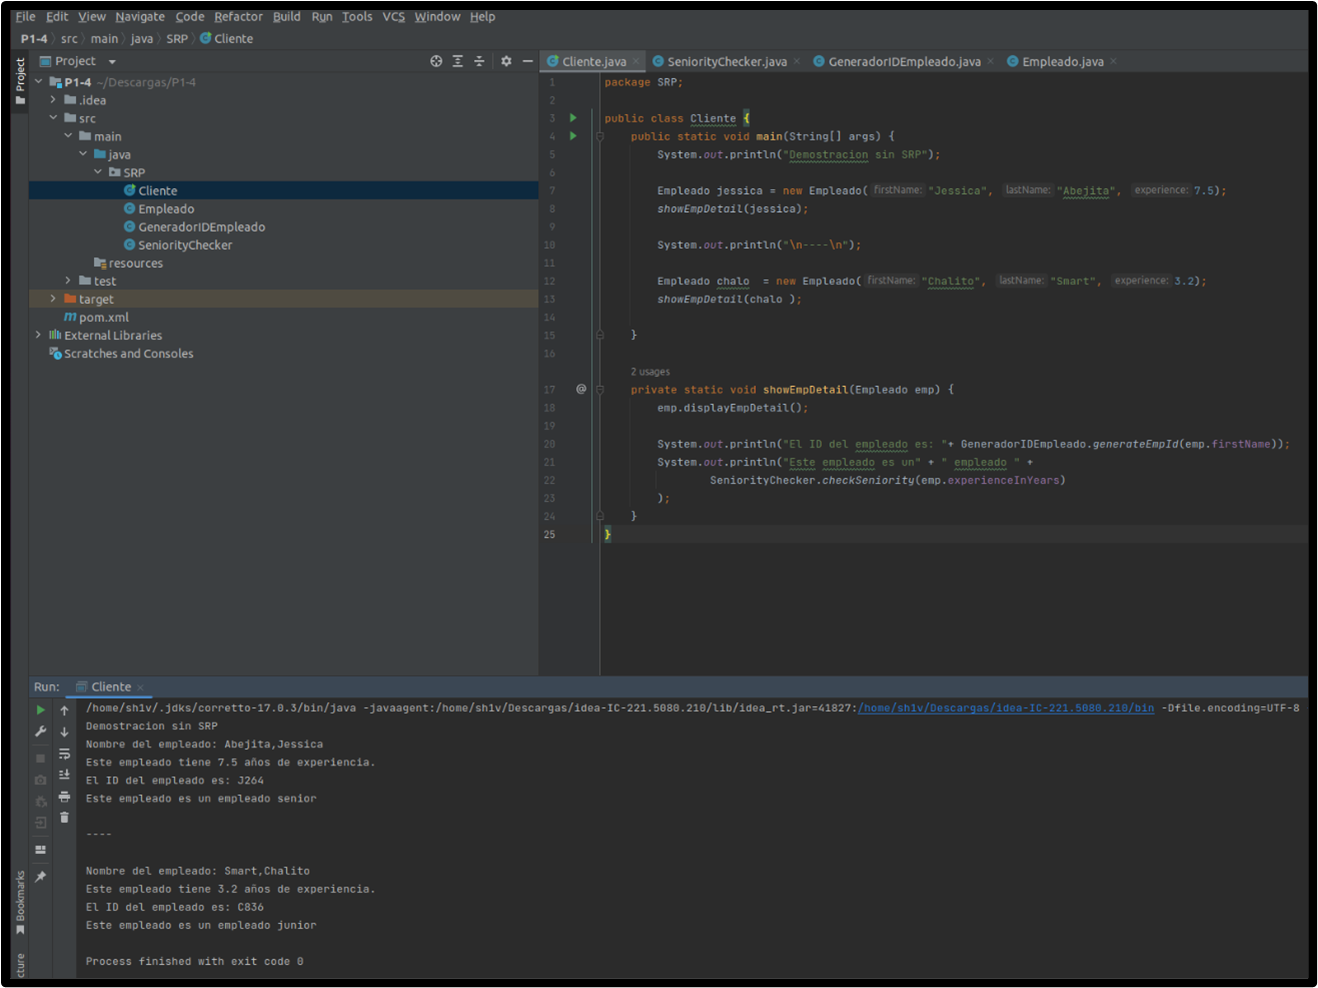 File Edit View Navigate Code Refactor Build Run Tools VCS Window Help
P1-4 src main java SRP Cliente
Project
Project
P1-4 ~/Descargas/P1-4
.idea
src
main
java
SRP
Cliente
Empleado
GeneradorIDEmpleado
SeniorityChecker
resources
test
target
pom.xml
External Libraries
Scratches and Consoles
Cliente.java SeniorityChecker.java GeneradorIDEmpleado.java Empleado.java
1 package SRP;
2
3 public class Cliente {
4 public static void main(String[] args) {
5 System.out.println("Demostracion sin SRP");
6
7 Empleado jessica = new Empleado( firstName: "Jessica", lastName: "Abejita", experience: 7.5);
8 showEmpDetail(jessica);
9
10 System.out.println("\n----\n");
11
12 Empleado chalo  = new Empleado( firstName: "Chalito", lastName: "Smart", experience: 3.2);
13 showEmpDetail(chalo );
14
15 }
16
2 usages
17 @ private static void showEmpDetail(Empleado emp) {
18 emp.displayEmpDetail();
19
20 System.out.println("El ID del empleado es: "+ GeneradorIDEmpleado.generateEmpId(emp.firstName));
21 System.out.println("Este empleado es un" + " empleado " +
22 SeniorityChecker.checkSeniority(emp.experienceInYears)
23 );
24 }
25 }
Run: Cliente
/home/sh1v/.jdks/corretto-17.0.3/bin/java -javaagent:/home/sh1v/Descargas/idea-IC-221.5080.210/lib/idea_rt.jar=41827:/home/sh1v/Descargas/idea-IC-221.5080.210/bin -Dfile.encoding=UTF-8
Demostracion sin SRP
Nombre del empleado: Abejita,Jessica
Este empleado tiene 7.5 años de experiencia.
El ID del empleado es: J264
Este empleado es un empleado senior
----
Nombre del empleado: Smart,Chalito
Este empleado tiene 3.2 años de experiencia.
El ID del empleado es: C836
Este empleado es un empleado junior
Process finished with exit code 0
Bookmarks
cture